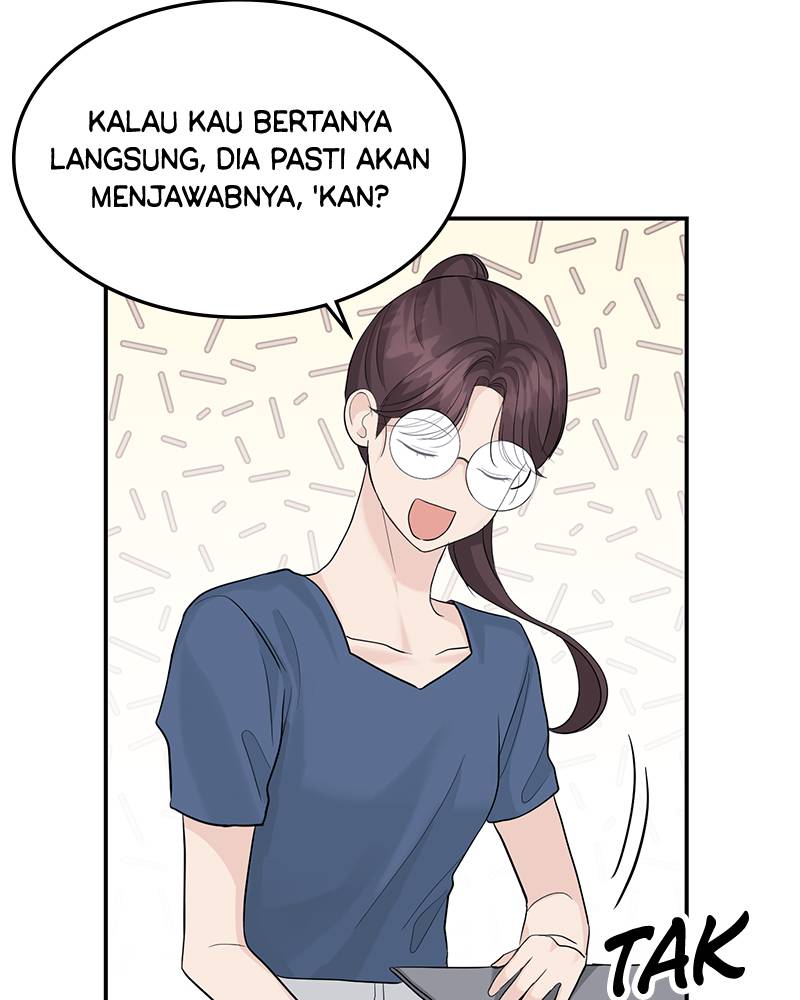 KALAU KAU BERTANYA
LANGSUNG, DIA PASTI AKAN
MENJAWABNYA, 'KAN?
TAK